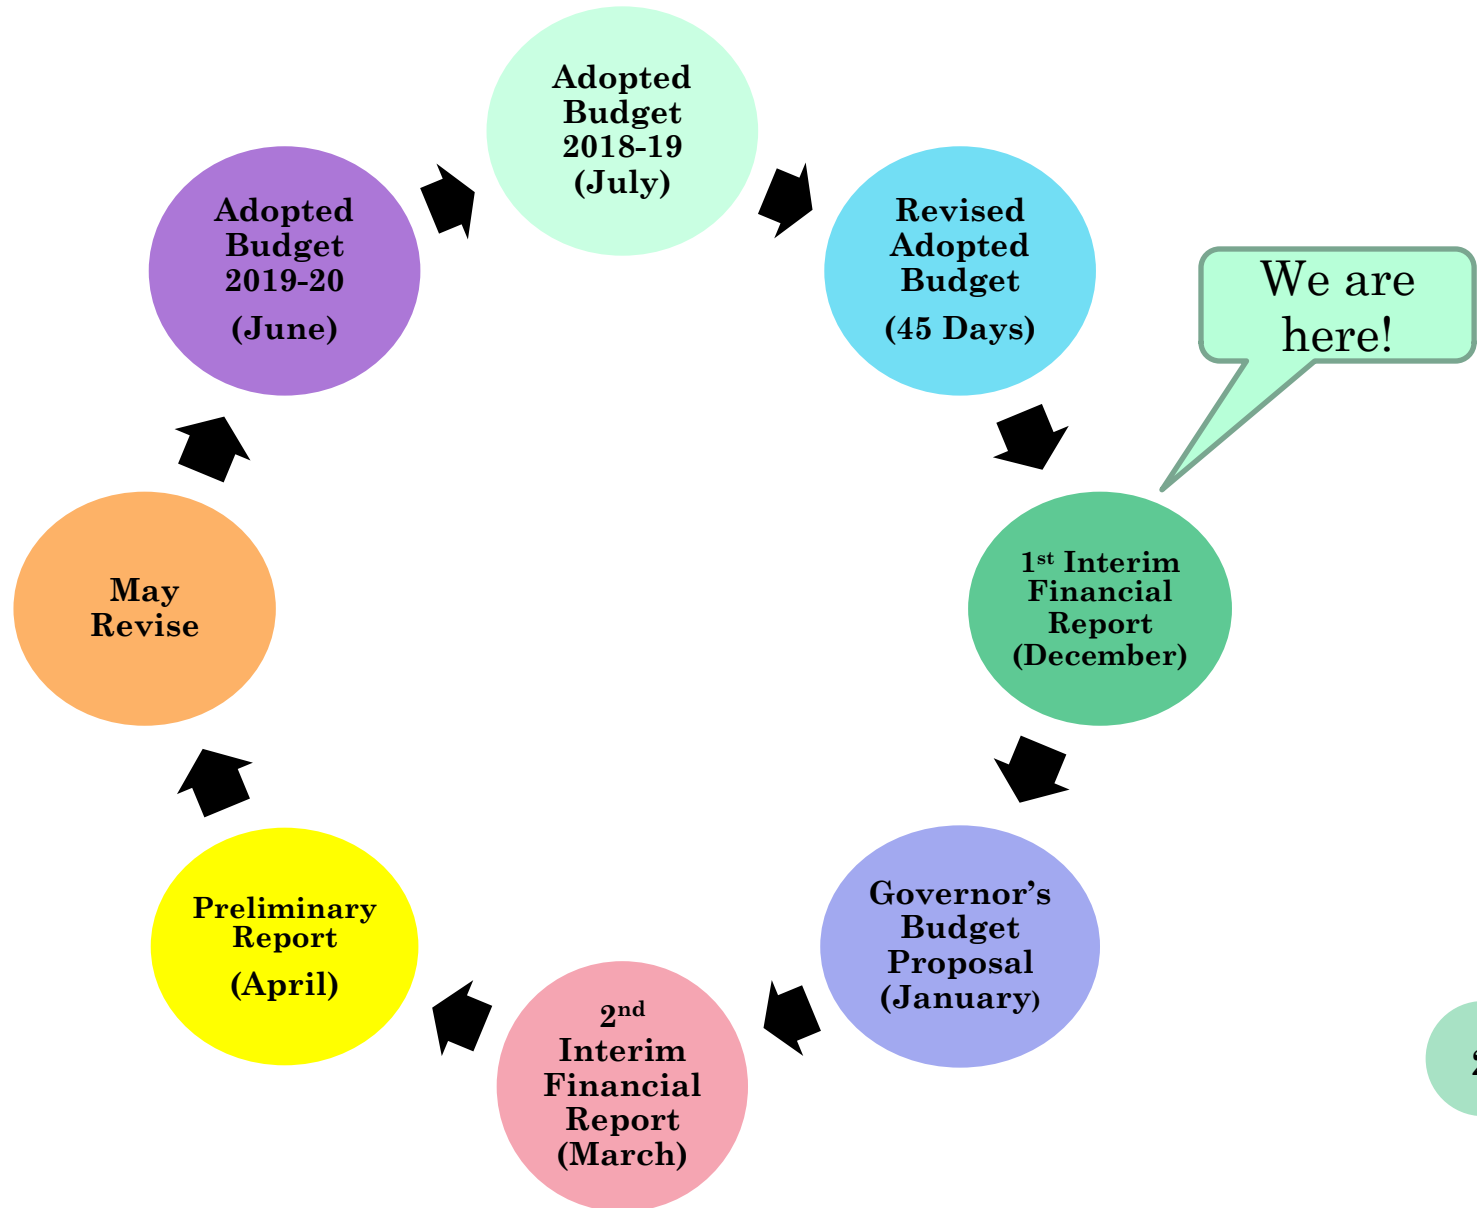 Adopted
Budget
2018-19
(July)
Revised
Adopted
Budget
(45 Days)
We are
here!
1st Interim
Financial
Report
(December)
Governor’s
Budget
Proposal
(January)
2nd
Interim
Financial
Report
(March)
Preliminary
Report
(April)
May
Revise
Adopted
Budget
2019-20
(June)
2